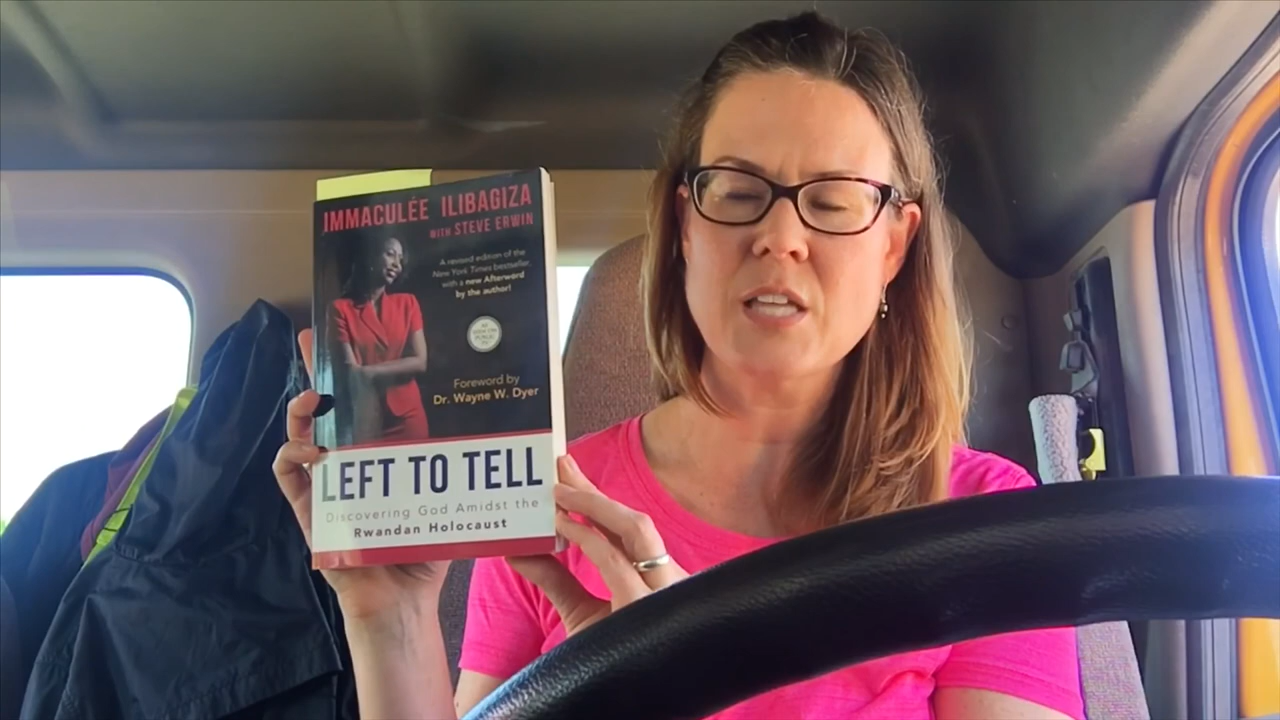 IMMACULÉE ILIBAGIZA
WITH STEVE ERWIN
A revised edition of the
New York Times bestseller,
with a new Afterword
by the author!
Foreword by
Dr. Wayne W. Dyer
LEFT TO TELL
Discovering God Amidst the
Rwandan Holocaust